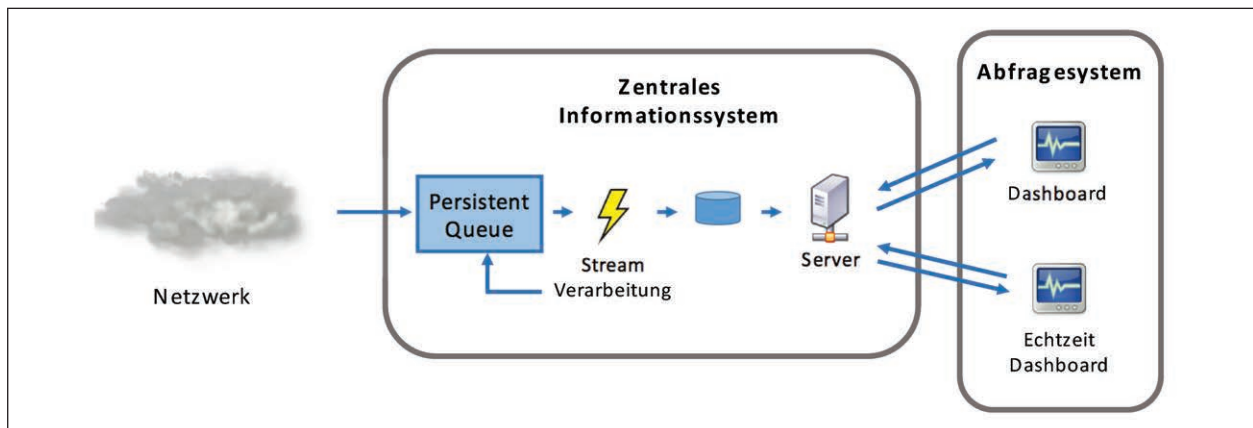 Zentrales
Informationssystem
Abfragesystem
Netzwerk
Persistent
Queue
Stream
Verarbeitung
Server
Dashboard
Echtzeit
Dashboard